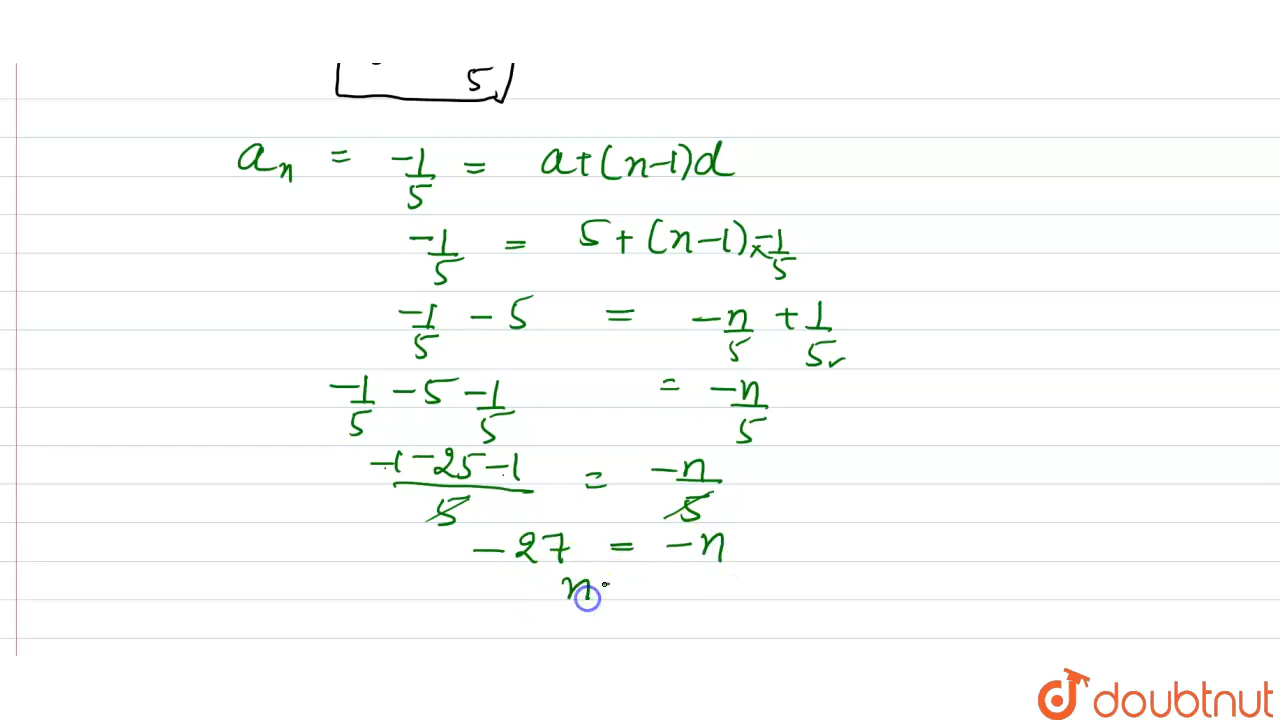 5
aₙ = -1/5 = a+(n-1)d
-1/5 = 5+(n-1)×-1/5
-1/5 - 5 = -n/5 + 1/5
-1/5 - 5 - 1/5 = -n/5
-1-25-1/5 = -n/5
-27 = -n
n
doubtnut